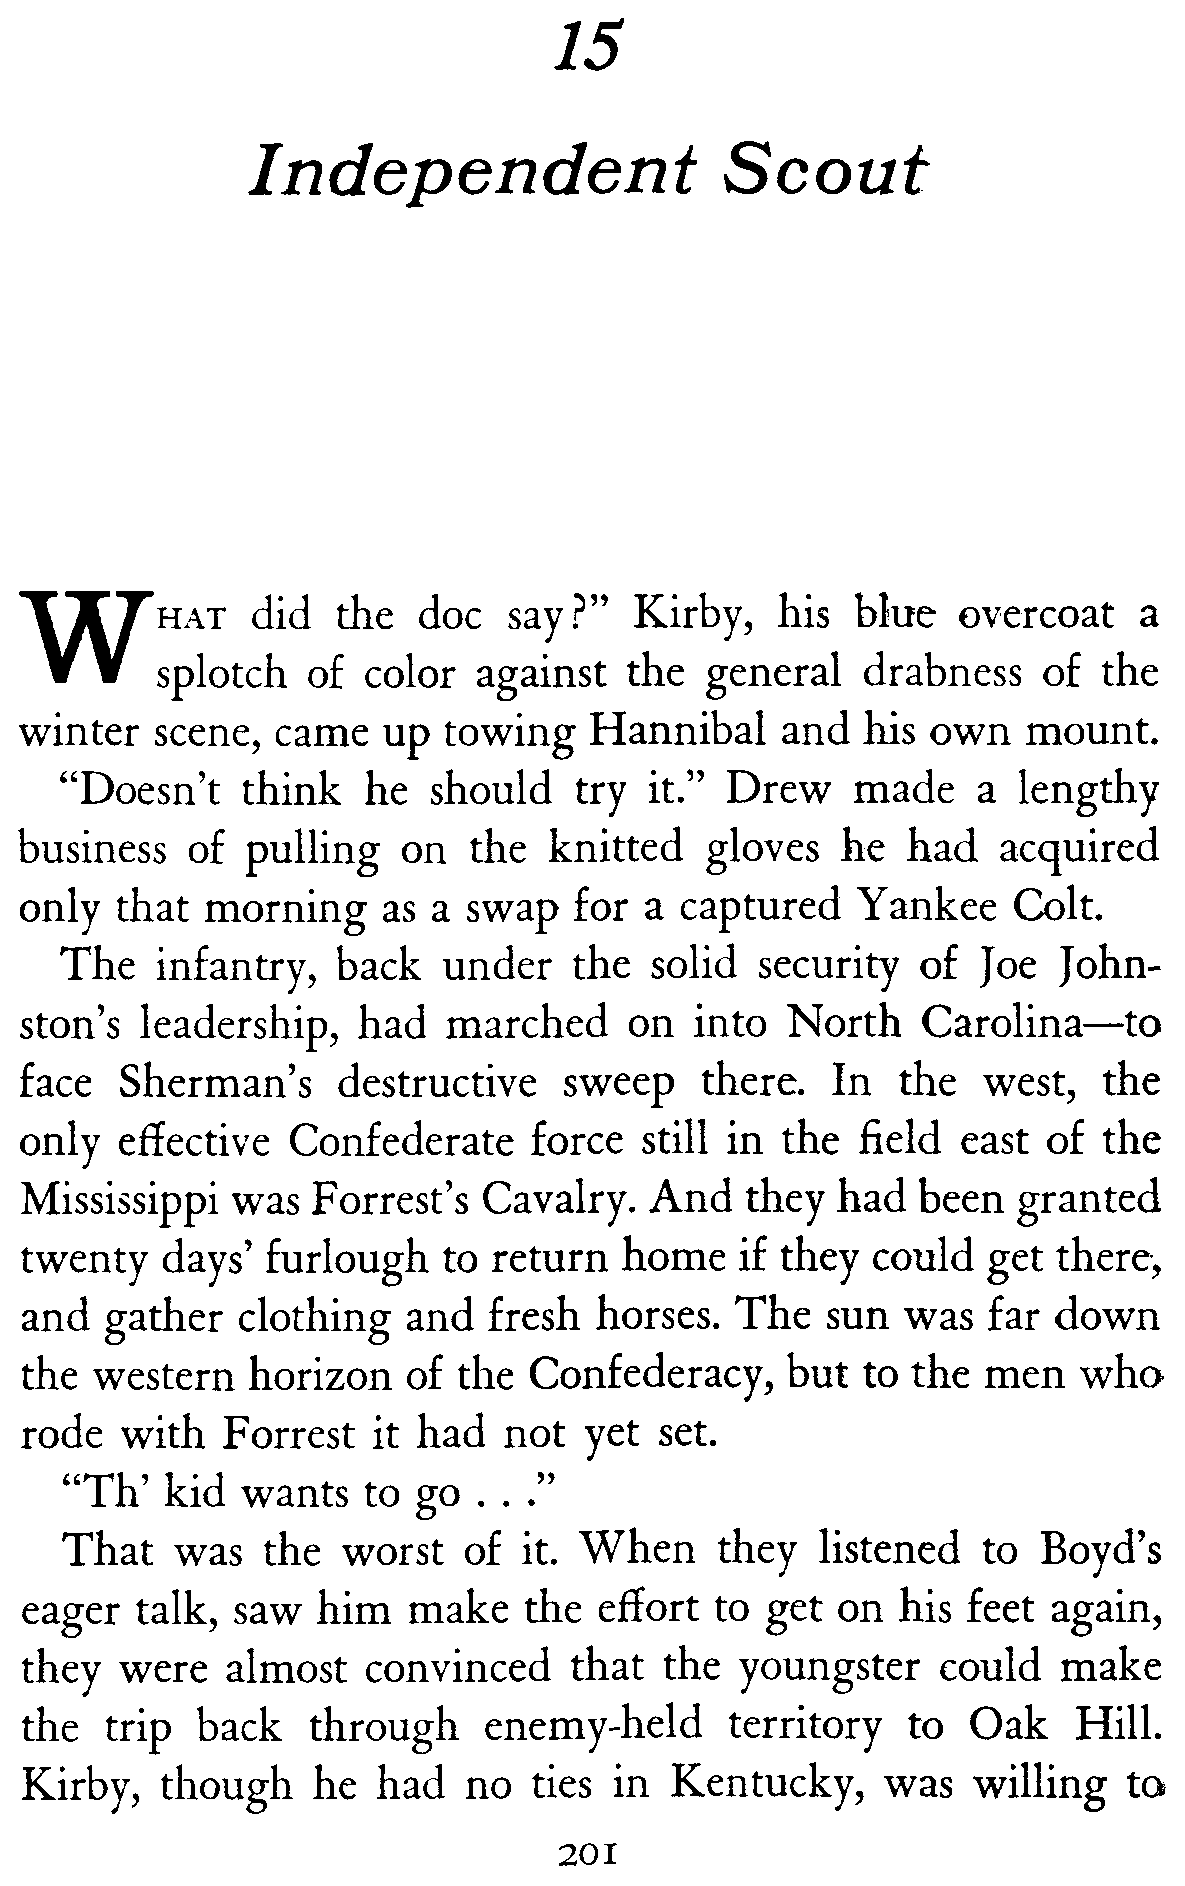 15
Independent Scout
WHAT did the doc say?” Kirby, his blue overcoat a
splotch of color against the general drabness of the
winter scene, came up towing Hannibal and his own mount.
“Doesn’t think he should try it.” Drew made a lengthy
business of pulling on the knitted gloves he had acquired
only that morning as a swap for a captured Yankee Colt.
The infantry, back under the solid security of Joe John-
ston’s leadership, had marched on into North Carolina—to
face Sherman’s destructive sweep there. In the west, the
only effective Confederate force still in the field east of the
Mississippi was Forrest’s Cavalry. And they had been granted
twenty days’ furlough to return home if they could get there,
and gather clothing and fresh horses. The sun was far down
the western horizon of the Confederacy, but to the men who
rode with Forrest it had not yet set.
“Th’ kid wants to go . . .”
That was the worst of it. When they listened to Boyd’s
eager talk, saw him make the effort to get on his feet again,
they were almost convinced that the youngster could make
the trip back through enemy-held territory to Oak Hill.
Kirby, though he had no ties in Kentucky, was willing to
201